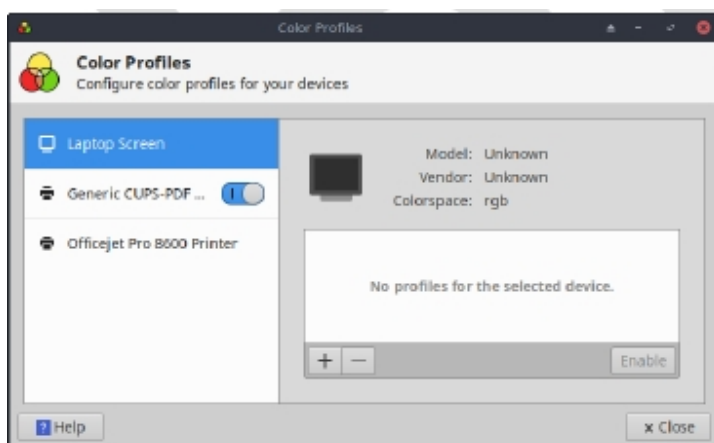 Color Profiles
Color Profiles
Configure color profiles for your devices
Laptop Screen
Generic CUPS-PDF ...
Officejet Pro 8600 Printer
Model: Unknown
Vendor: Unknown
Colorspace: rgb
No profiles for the selected device.
+ −
Enable
? Help
x Close